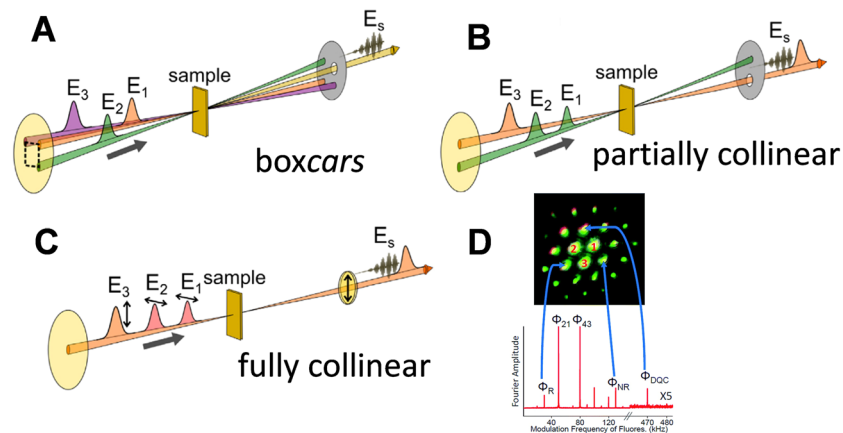 A
E3
E2
E1
sample
Es
boxcars
B
E3
E2
E1
sample
Es
partially collinear
C
E3
E2
E1
sample
Es
fully collinear
D
2 1
3
Φ21 Φ43
ΦR
ΦNR
ΦDQC
X5
Fourier Amplitude
40 80 120 470 480
Modulation Frequency of Fluores. (kHz)